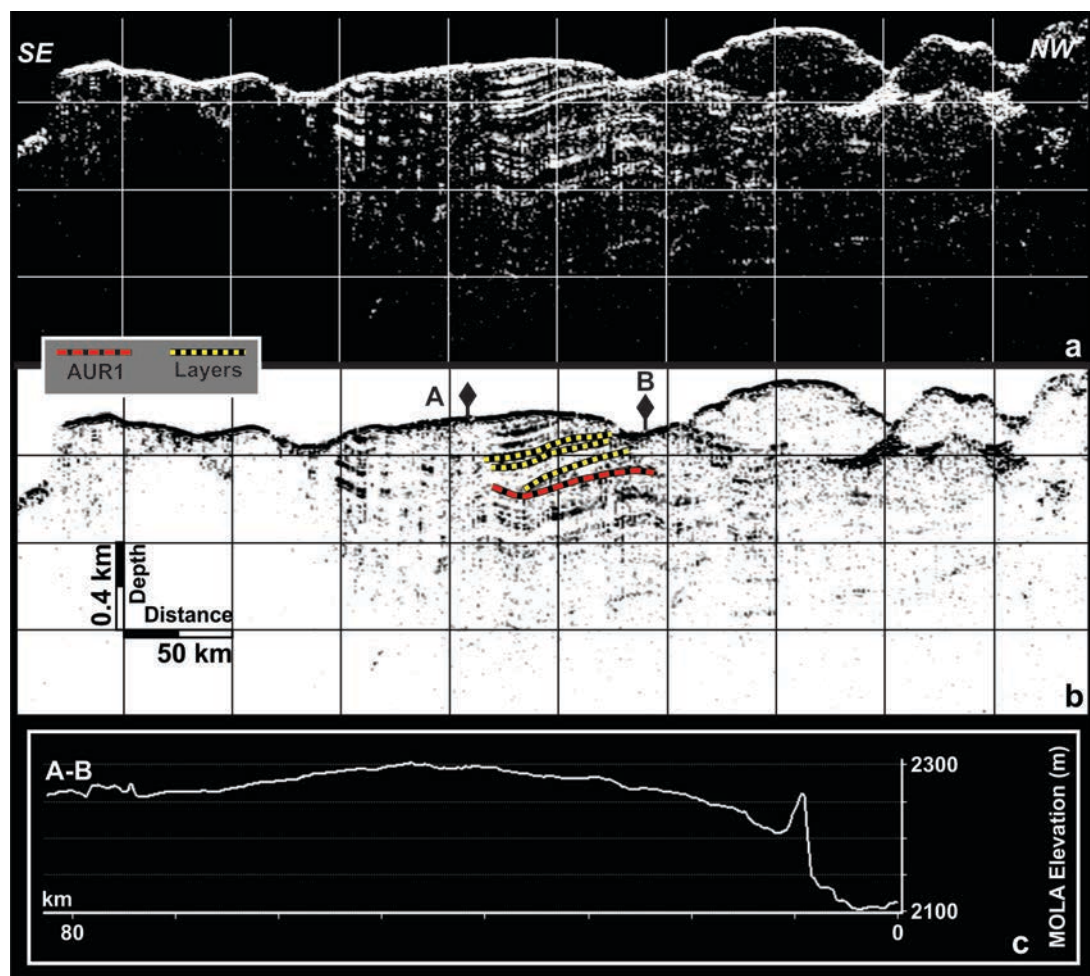 SE
NW
a
AUR1
Layers
A
B
0.4 km
Depth
Distance
50 km
b
A-B
2300
MOLA Elevation (m)
km
2100
80
0
c